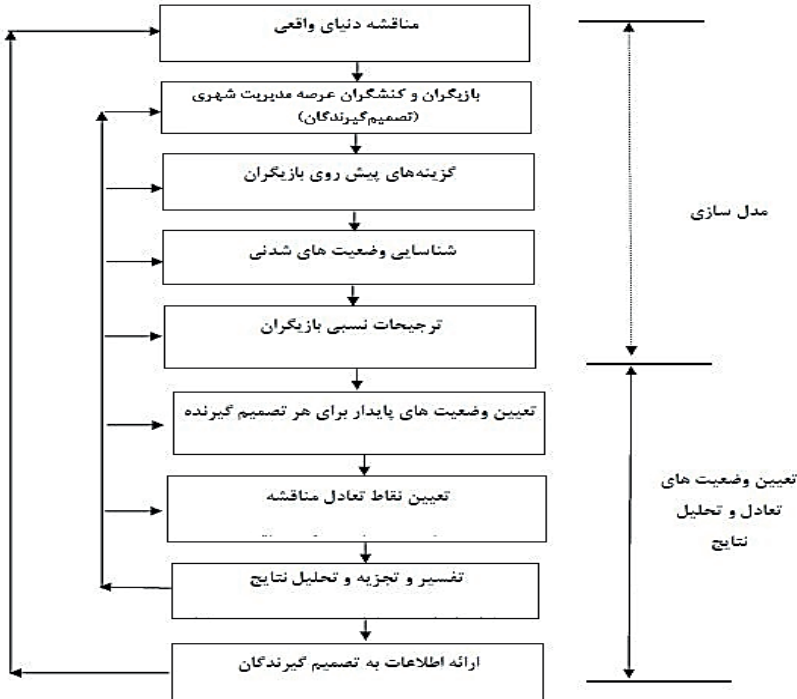 مناقشه دنیای واقعی
بازیگران و کنشگران عرصه مدیریت شهری
(تصمیم‌گیرندگان)
گزینه‌های پیش روی بازیگران
شناسایی وضعیت های شدنی
ترجیحات نسبی بازیگران
تعیین وضعیت های پایدار برای هر تصمیم گیرنده
تعیین نقاط تعادل مناقشه
تفسیر و تجزیه و تحلیل نتایج
ارائه اطلاعات به تصمیم گیرندگان
مدل سازی
تعیین وضعیت های
تعادل و تحلیل
نتایج